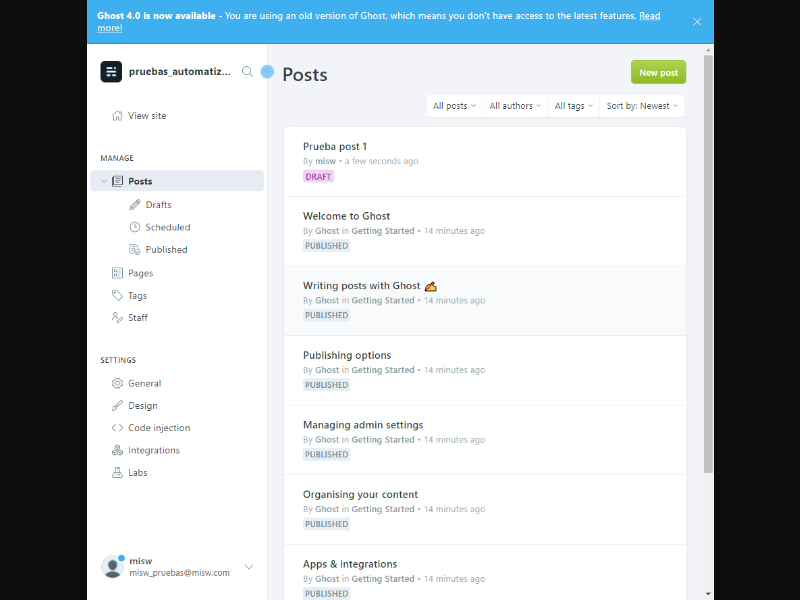 Ghost 4.0 is now available - You are using an old version of Ghost, which means you don't have access to the latest features. Read
more!
pruebas_automatiz...
View site
MANAGE
Posts
Drafts
Scheduled
Published
Pages
Tags
Staff
SETTINGS
General
Design
Code injection
Integrations
Labs
misw
misw_pruebas@misw.com
Posts
New post
All posts All authors All tags Sort by: Newest
Prueba post 1
By misw • a few seconds ago
DRAFT
Welcome to Ghost
By Ghost in Getting Started • 14 minutes ago
PUBLISHED
Writing posts with Ghost ✍️
By Ghost in Getting Started • 14 minutes ago
PUBLISHED
Publishing options
By Ghost in Getting Started • 14 minutes ago
PUBLISHED
Managing admin settings
By Ghost in Getting Started • 14 minutes ago
PUBLISHED
Organising your content
By Ghost in Getting Started • 14 minutes ago
PUBLISHED
Apps & integrations
By Ghost in Getting Started • 14 minutes ago
PUBLISHED